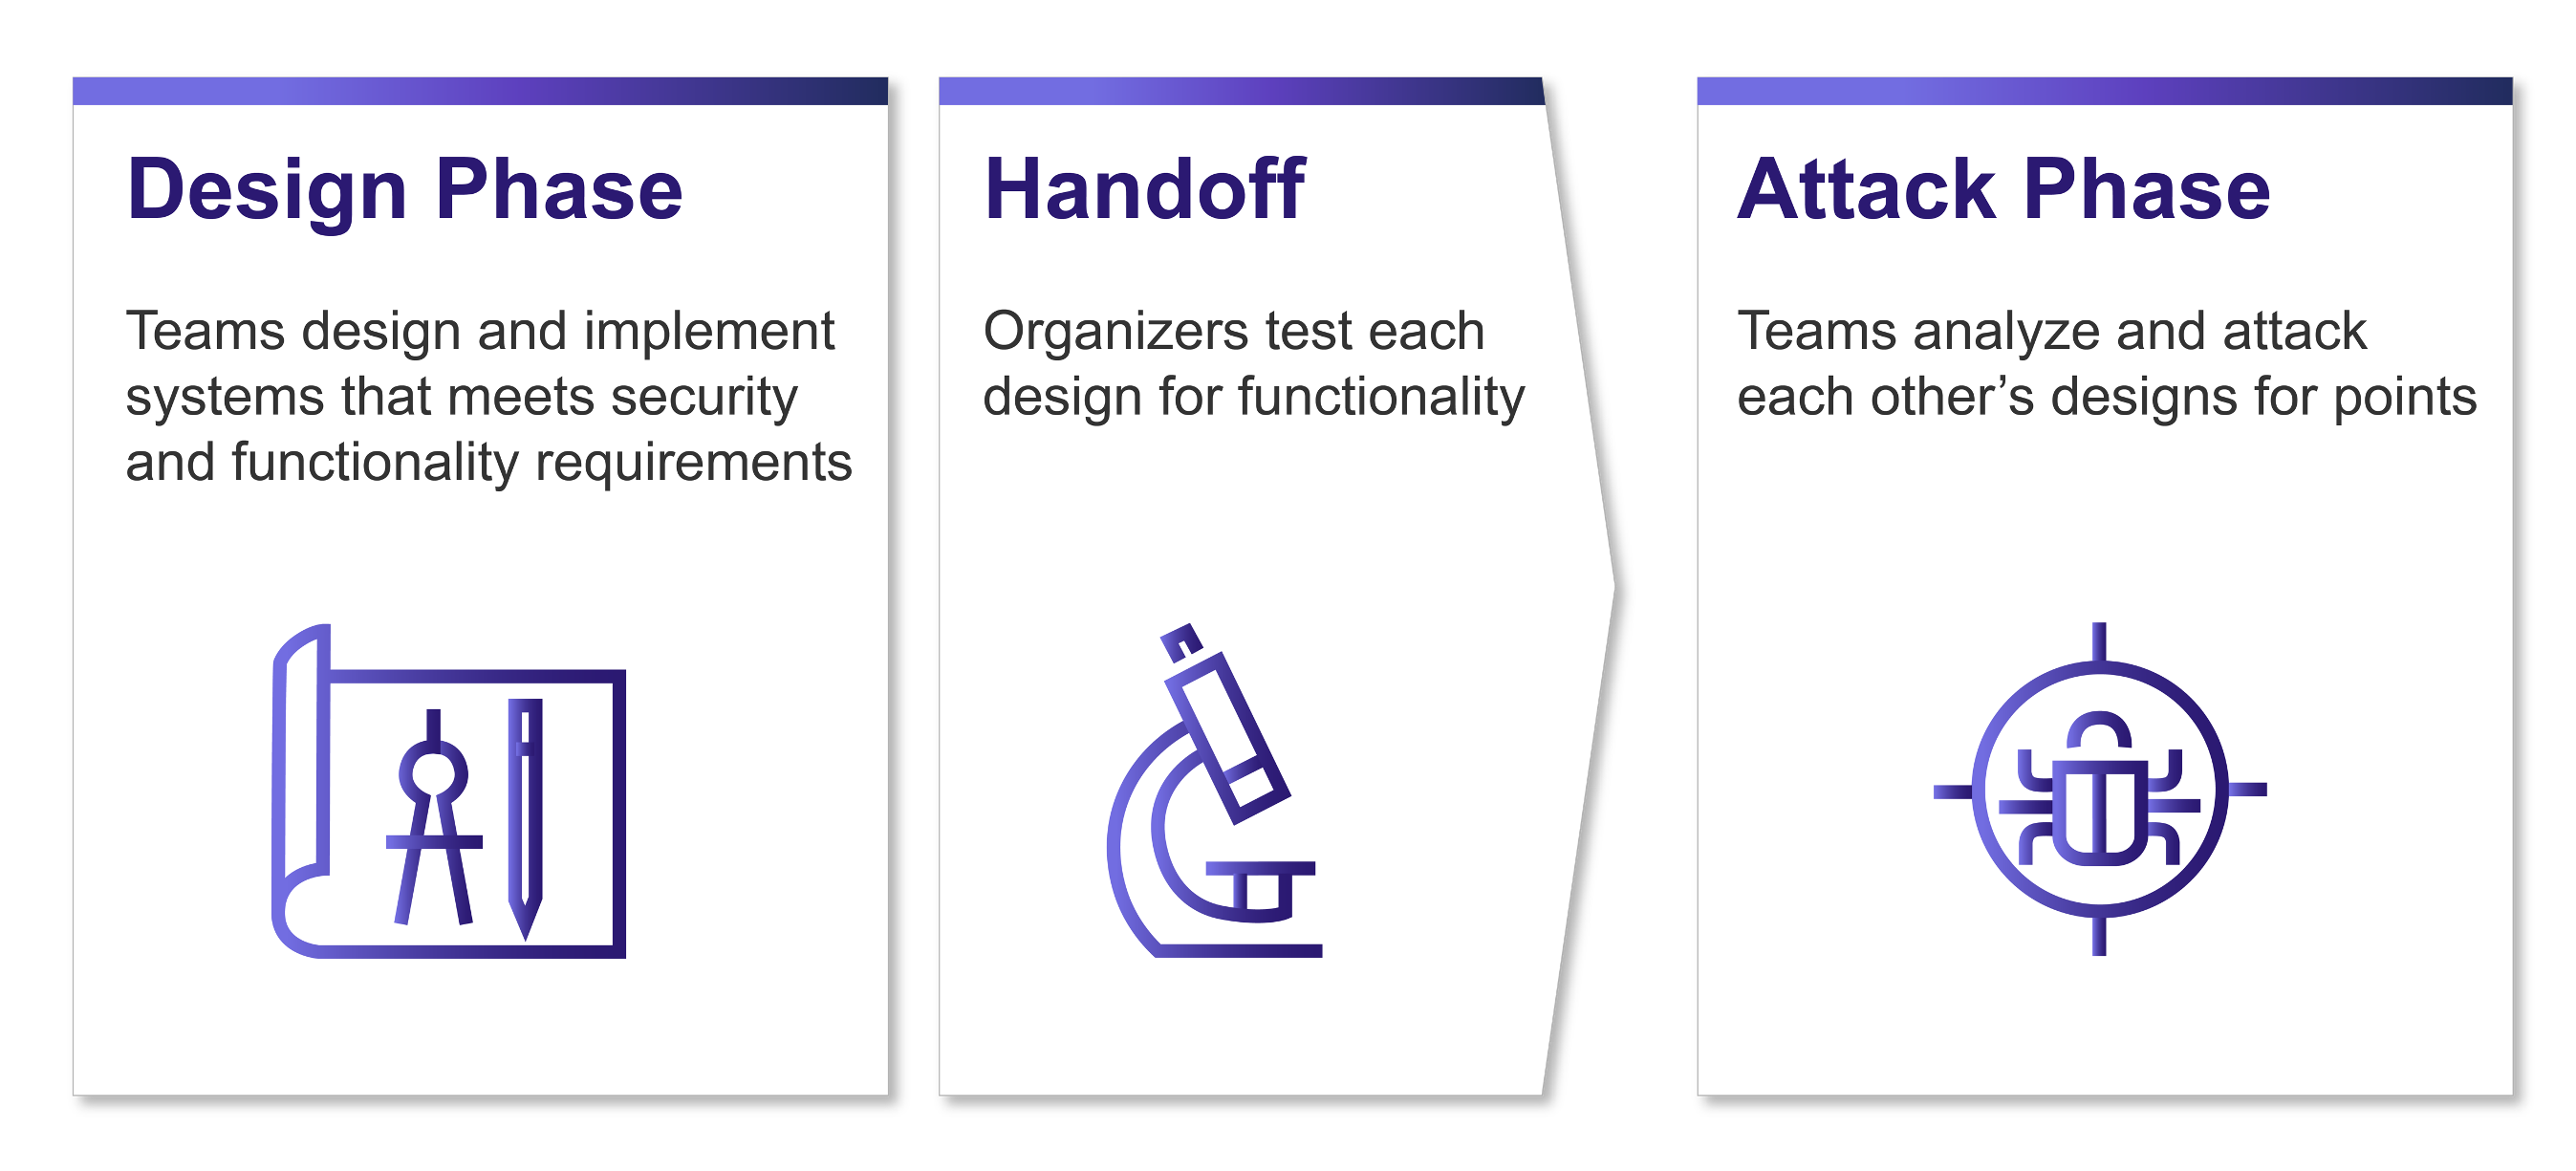 Design Phase
Teams design and implement
systems that meets security
and functionality requirements
Handoff
Organizers test each
design for functionality
Attack Phase
Teams analyze and attack
each other’s designs for points